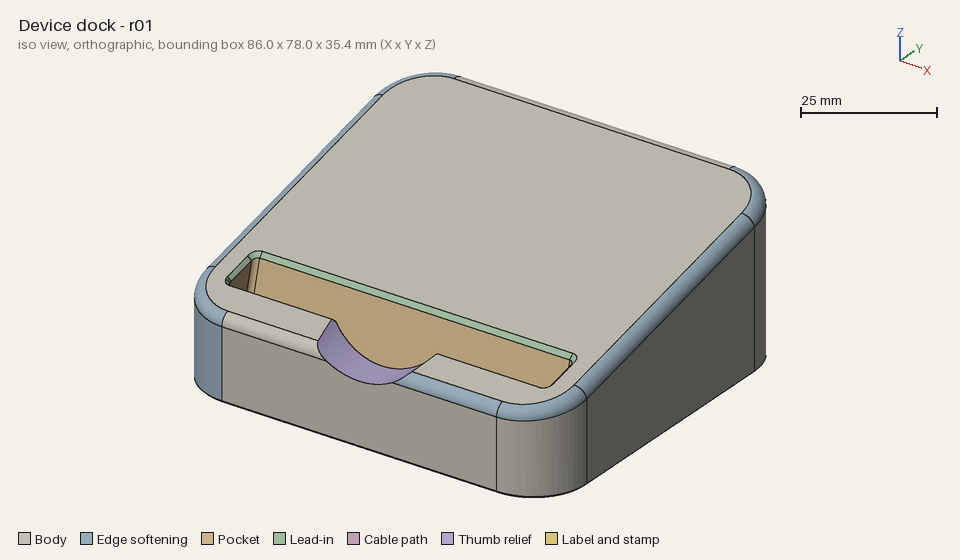 Device dock - r01
iso view, orthographic, bounding box 86.0 x 78.0 x 35.4 mm (X x Y x Z)
Z
Y
X
25 mm
Body Edge softening Pocket Lead-in Cable path Thumb relief Label and stamp